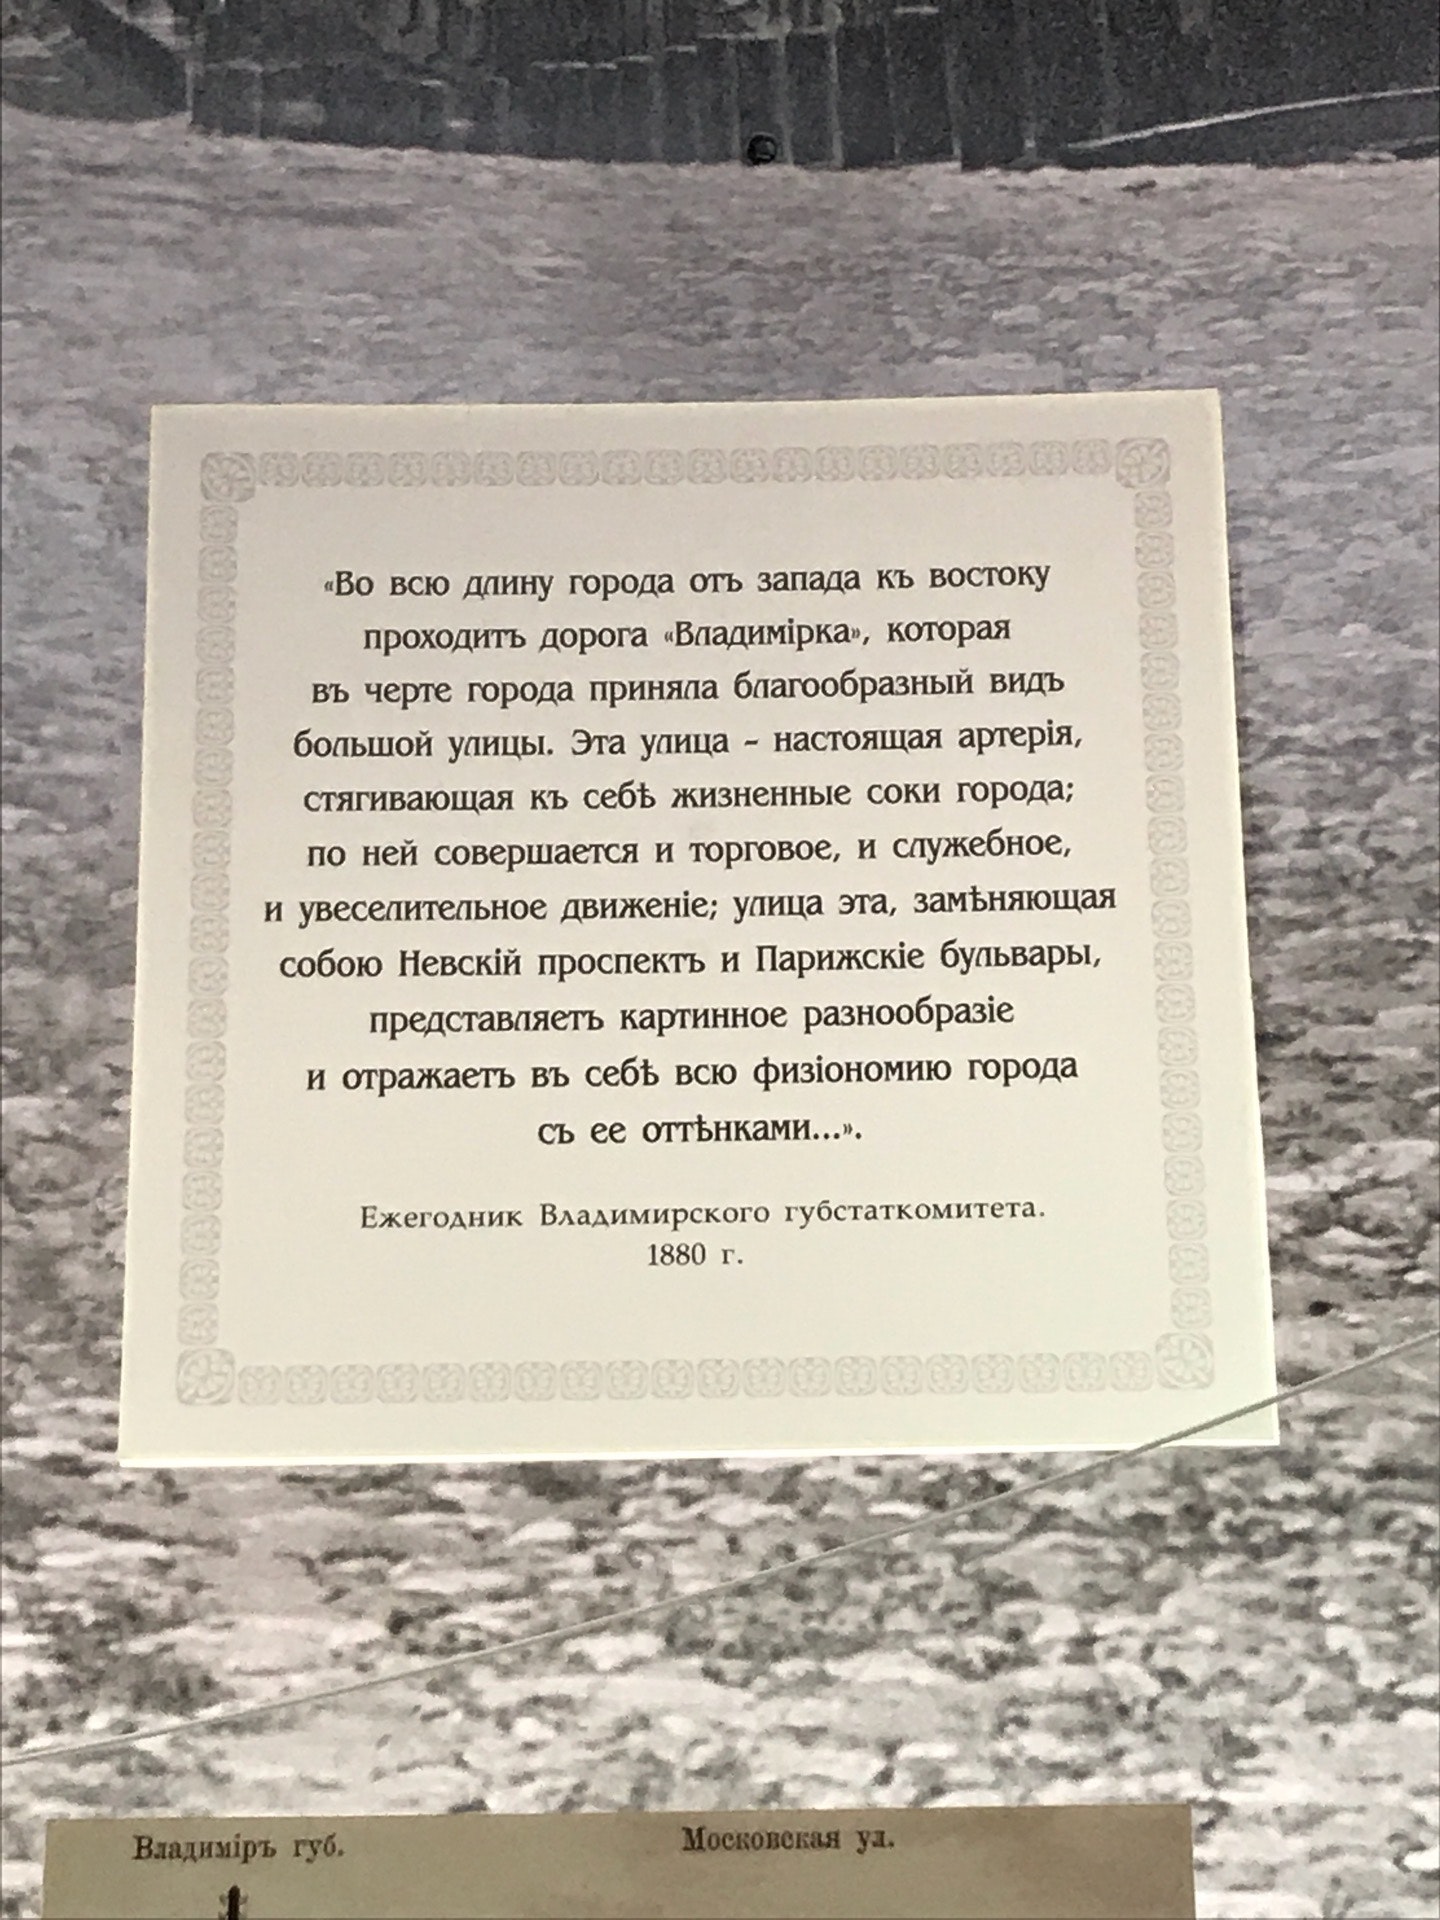 «Во всю длину города отъ запада къ востоку
проходитъ дорога «Владимірка», которая
въ черте города приняла благообразный видъ
большой улицы. Эта улица – настоящая артерія,
стягивающая къ себѣ жизненные соки города;
по ней совершается и торговое, и служебное,
и увеселительное движеніе; улица эта, замѣняющая
собою Невскій проспектъ и Парижскіе бульвары,
представляетъ картинное разнообразіе
и отражаетъ въ себѣ всю физіономию города
съ ее оттѣнками...».
Ежегодник Владимирского губстаткомитета.
1880 г.
Владиміръ губ. Московская ул.